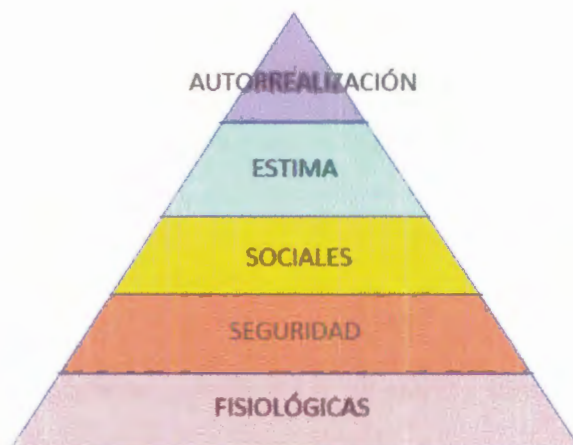 AUTORREALIZACIÓN
ESTIMA
SOCIALES
SEGURIDAD
FISIOLÓGICAS